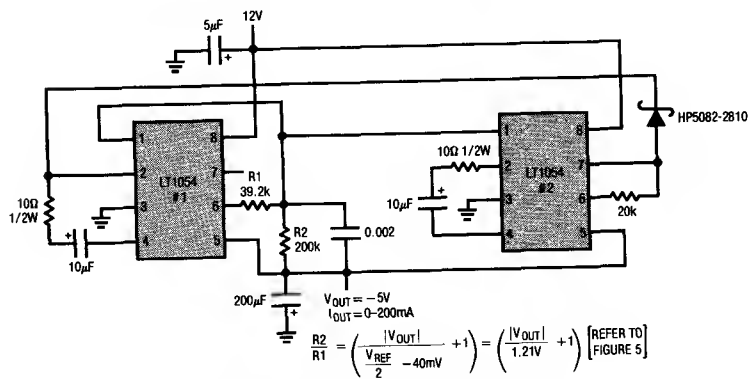 5μF
12V
+
HP5082-2810
1
8
2
7
3
6
4
5
LT1054
#1
10Ω
1/2W
+
10μF
R1
39.2k
R2
200k
0.002
200μF
+
VOUT = −5V
IOUT = 0-200mA
10Ω 1/2W
+
10μF
1
8
2
7
3
6
4
5
LT1054
#2
20k
R2/R1 = (|VOUT| / (VREF/2 − 40mV) + 1) = (|VOUT| / 1.21V + 1) [REFER TO
FIGURE 5]